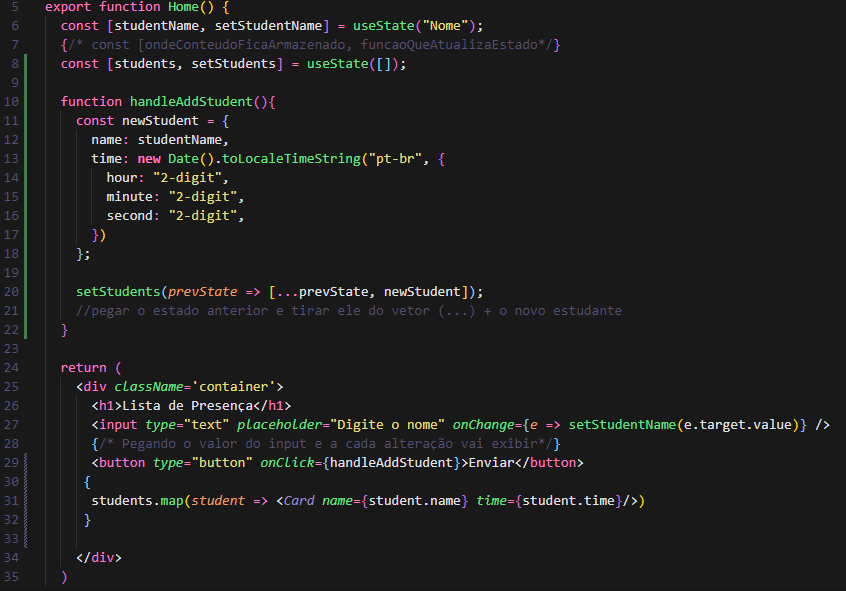 5 export function Home() {
6 const [studentName, setStudentName] = useState("Nome");
7 {/* const [ondeConteudoFicaArmazenado, funcaoQueAtualizaEstado*/}
8 const [students, setStudents] = useState([]);
9
10 function handleAddStudent(){
11 const newStudent = {
12 name: studentName,
13 time: new Date().toLocaleTimeString("pt-br", {
14 hour: "2-digit",
15 minute: "2-digit",
16 second: "2-digit",
17 })
18 };
19
20 setStudents(prevState => [...prevState, newStudent]);
21 //pegar o estado anterior e tirar ele do vetor (...) + o novo estudante
22 }
23
24 return (
25 <div className='container'>
26 <h1>Lista de Presença</h1>
27 <input type="text" placeholder="Digite o nome" onChange={e => setStudentName(e.target.value)} />
28 {/* Pegando o valor do input e a cada alteração vai exibir*/}
29 <button type="button" onClick={handleAddStudent}>Enviar</button>
30 {
31 students.map(student => <Card name={student.name} time={student.time}/>)
32 }
33
34 </div>
35 )